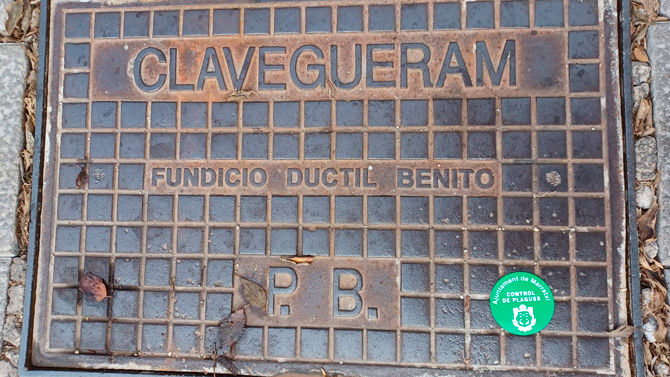 CLAVEGUERAM
FUNDICIO DUCTIL BENITO
P. B.
Ajuntament de Marratxí
CONTROL
DE PLAGUES